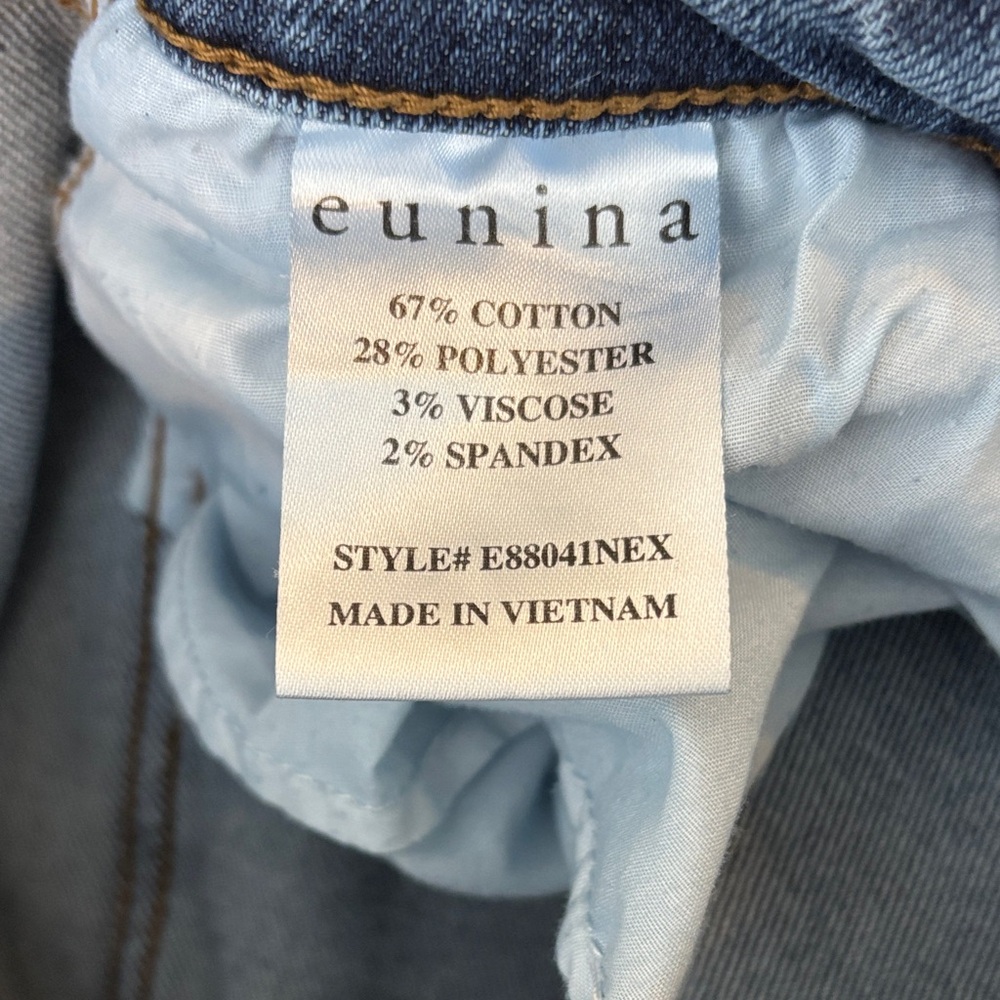 eunina
67% COTTON
28% POLYESTER
3% VISCOSE
2% SPANDEX
STYLE# E88041NEX
MADE IN VIETNAM